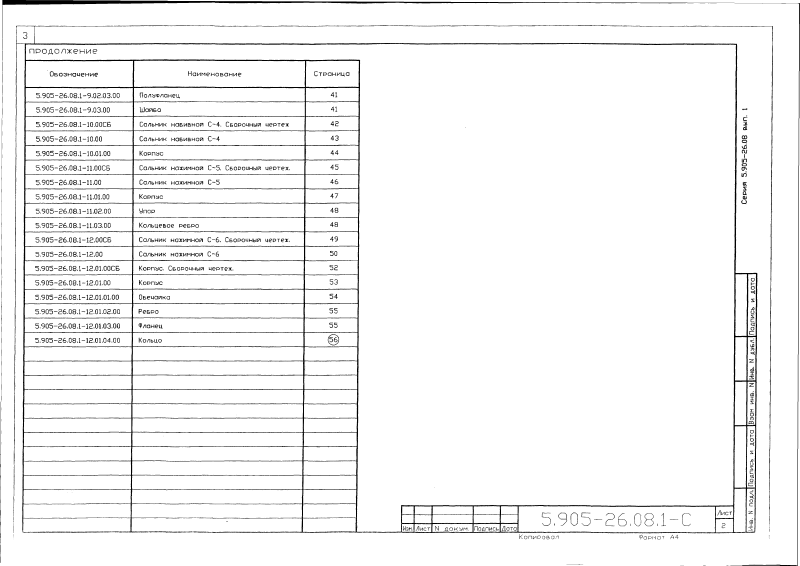 3
ПРОДОЛЖЕНИЕ
Обозначение Наименование Страница
5.905-26.08.1-9.02.03.00 Полуфланец 41
5.905-26.08.1-9.03.00 Шайба 41
5.905-26.08.1-10.00СБ Сальник набивной С-4. Сборочный чертеж 42
5.905-26.08.1-10.00 Сальник набивной С-4 43
5.905-26.08.1-10.01.00 Корпус 44
5.905-26.08.1-11.00СБ Сальник нажимной С-5. Сборочный чертеж. 45
5.905-26.08.1-11.00 Сальник нажимной С-5 46
5.905-26.08.1-11.01.00 Корпус 47
5.905-26.08.1-11.02.00 Упор 48
5.905-26.08.1-11.03.00 Кольцевое ребро 48
5.905-26.08.1-12.00СБ Сальник нажимной С-6. Сборочный чертеж. 49
5.905-26.08.1-12.00 Сальник нажимной С-6 50
5.905-26.08.1-12.01.00СБ Корпус. Сборочный чертеж. 52
5.905-26.08.1-12.01.00 Корпус 53
5.905-26.08.1-12.01.01.00 Обечайка 54
5.905-26.08.1-12.01.02.00 Ребро 55
5.905-26.08.1-12.01.03.00 Фланец 55
5.905-26.08.1-12.01.04.00 Кольцо 56
Серия 5.905-26.08 вып. 1
Подпись и дата
Инв. N дубл.
Взам инв. N
Подпись и дата
Инв. N подл.
Изм Лист N докум Подпись Дата
5.905-26.08.1-С
Лист
2
Копировал Формат А4